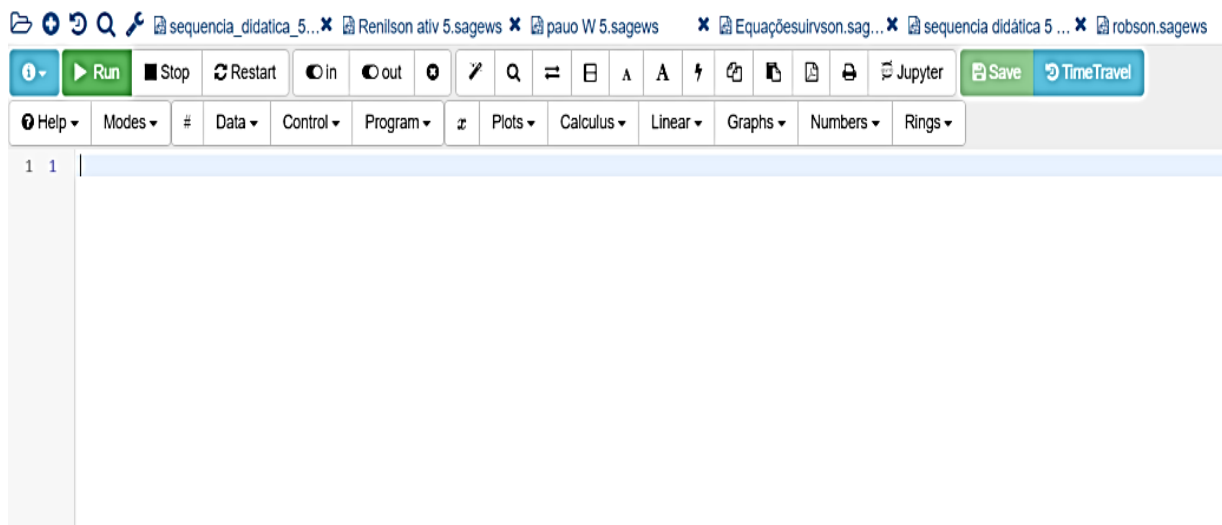 sequencia_didatica_5... Renilson ativ 5.sagews pauo W 5.sagews Equaçõesuirvson.sag... sequencia didática 5 ... robson.sagews
Run Stop Restart in out A A Jupyter Save TimeTravel
Help Modes # Data Control Program x Plots Calculus Linear Graphs Numbers Rings
1 1